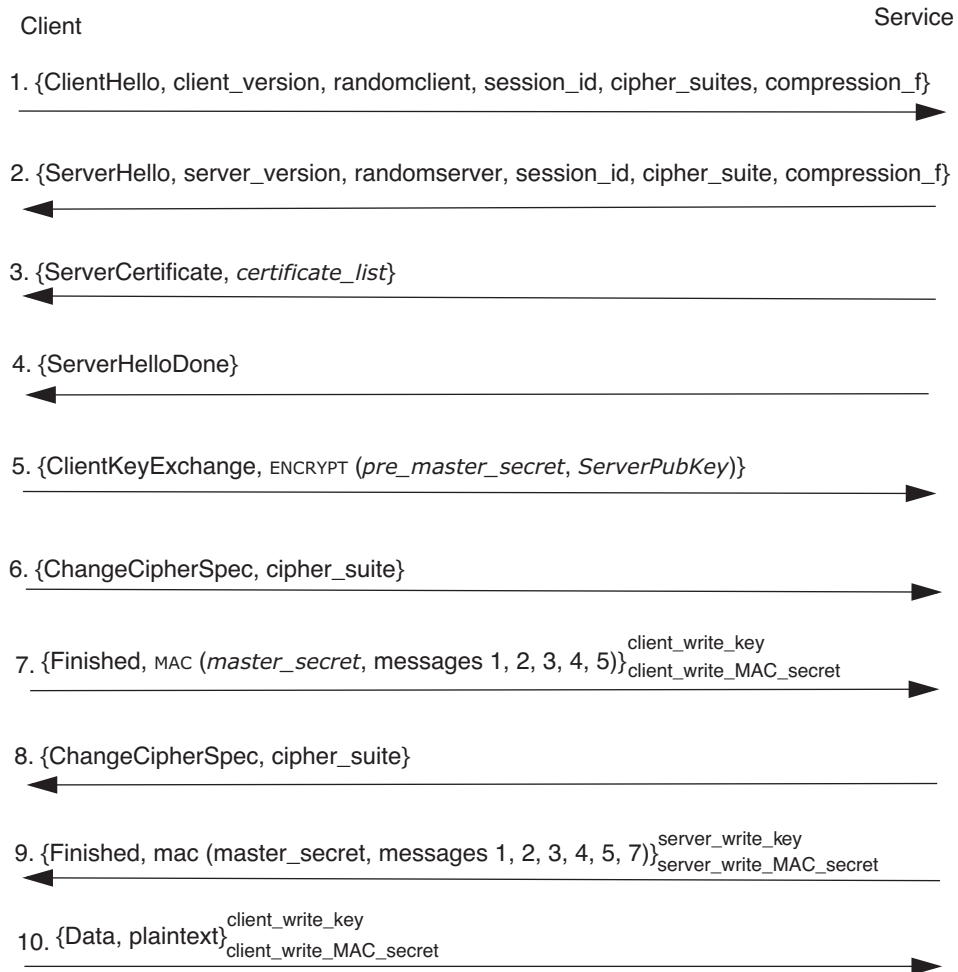 Client
Service
1. {ClientHello, client_version, randomclient, session_id, cipher_suites, compression_f}
2. {ServerHello, server_version, randomserver, session_id, cipher_suite, compression_f}
3. {ServerCertificate, certificate_list}
4. {ServerHelloDone}
5. {ClientKeyExchange, ENCRYPT (pre_master_secret, ServerPubKey)}
6. {ChangeCipherSpec, cipher_suite}
7. {Finished, MAC (master_secret, messages 1, 2, 3, 4, 5)}
client_write_key
client_write_MAC_secret
8. {ChangeCipherSpec, cipher_suite}
9. {Finished, mac (master_secret, messages 1, 2, 3, 4, 5, 7)}
server_write_key
server_write_MAC_secret
10. {Data, plaintext}
client_write_key
client_write_MAC_secret